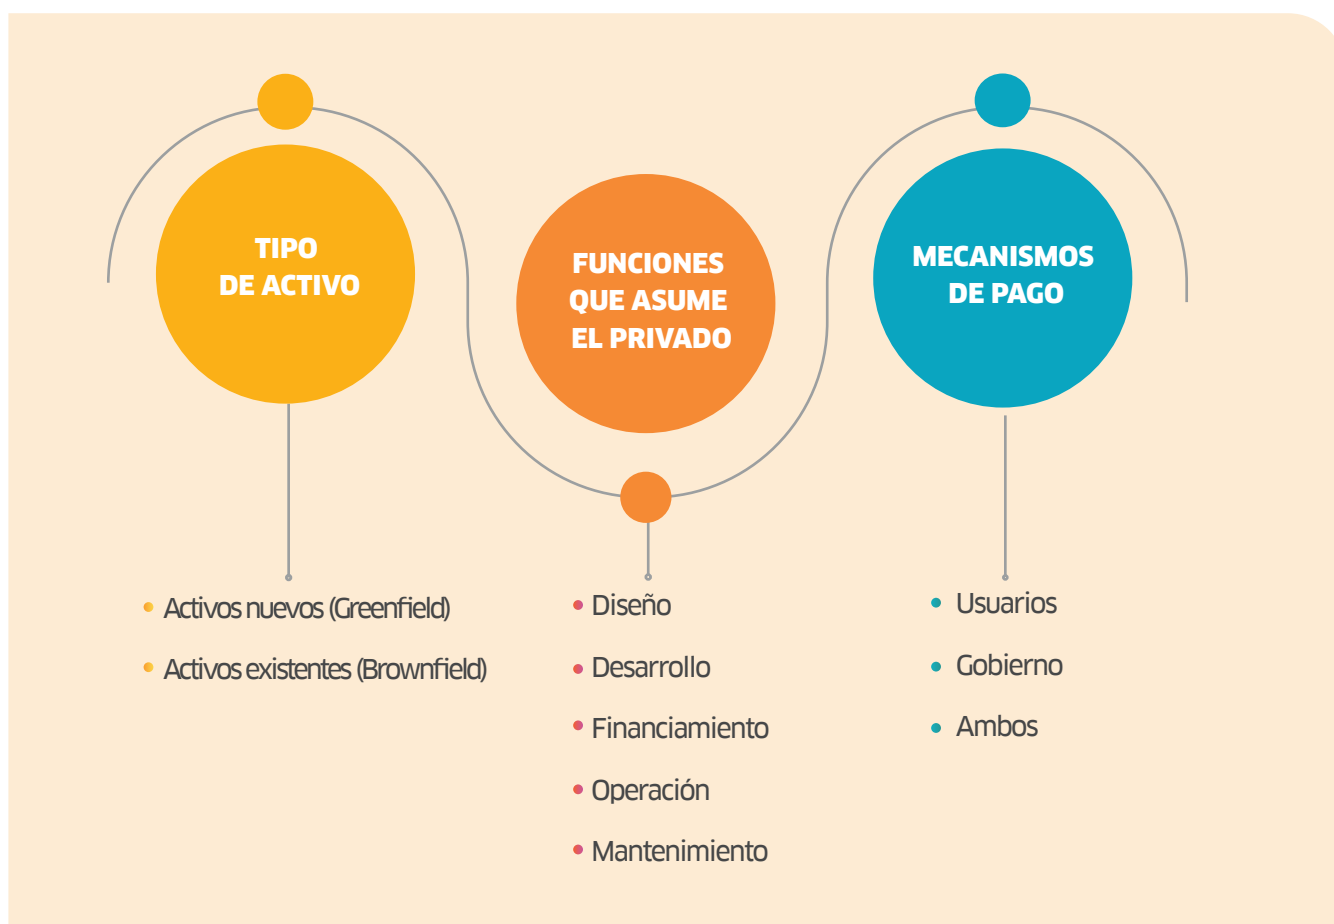 TIPO
DE ACTIVO
• Activos nuevos (Greenfield)
• Activos existentes (Brownfield)
FUNCIONES
QUE ASUME
EL PRIVADO
• Diseño
• Desarrollo
• Financiamiento
• Operación
• Mantenimiento
MECANISMOS
DE PAGO
• Usuarios
• Gobierno
• Ambos